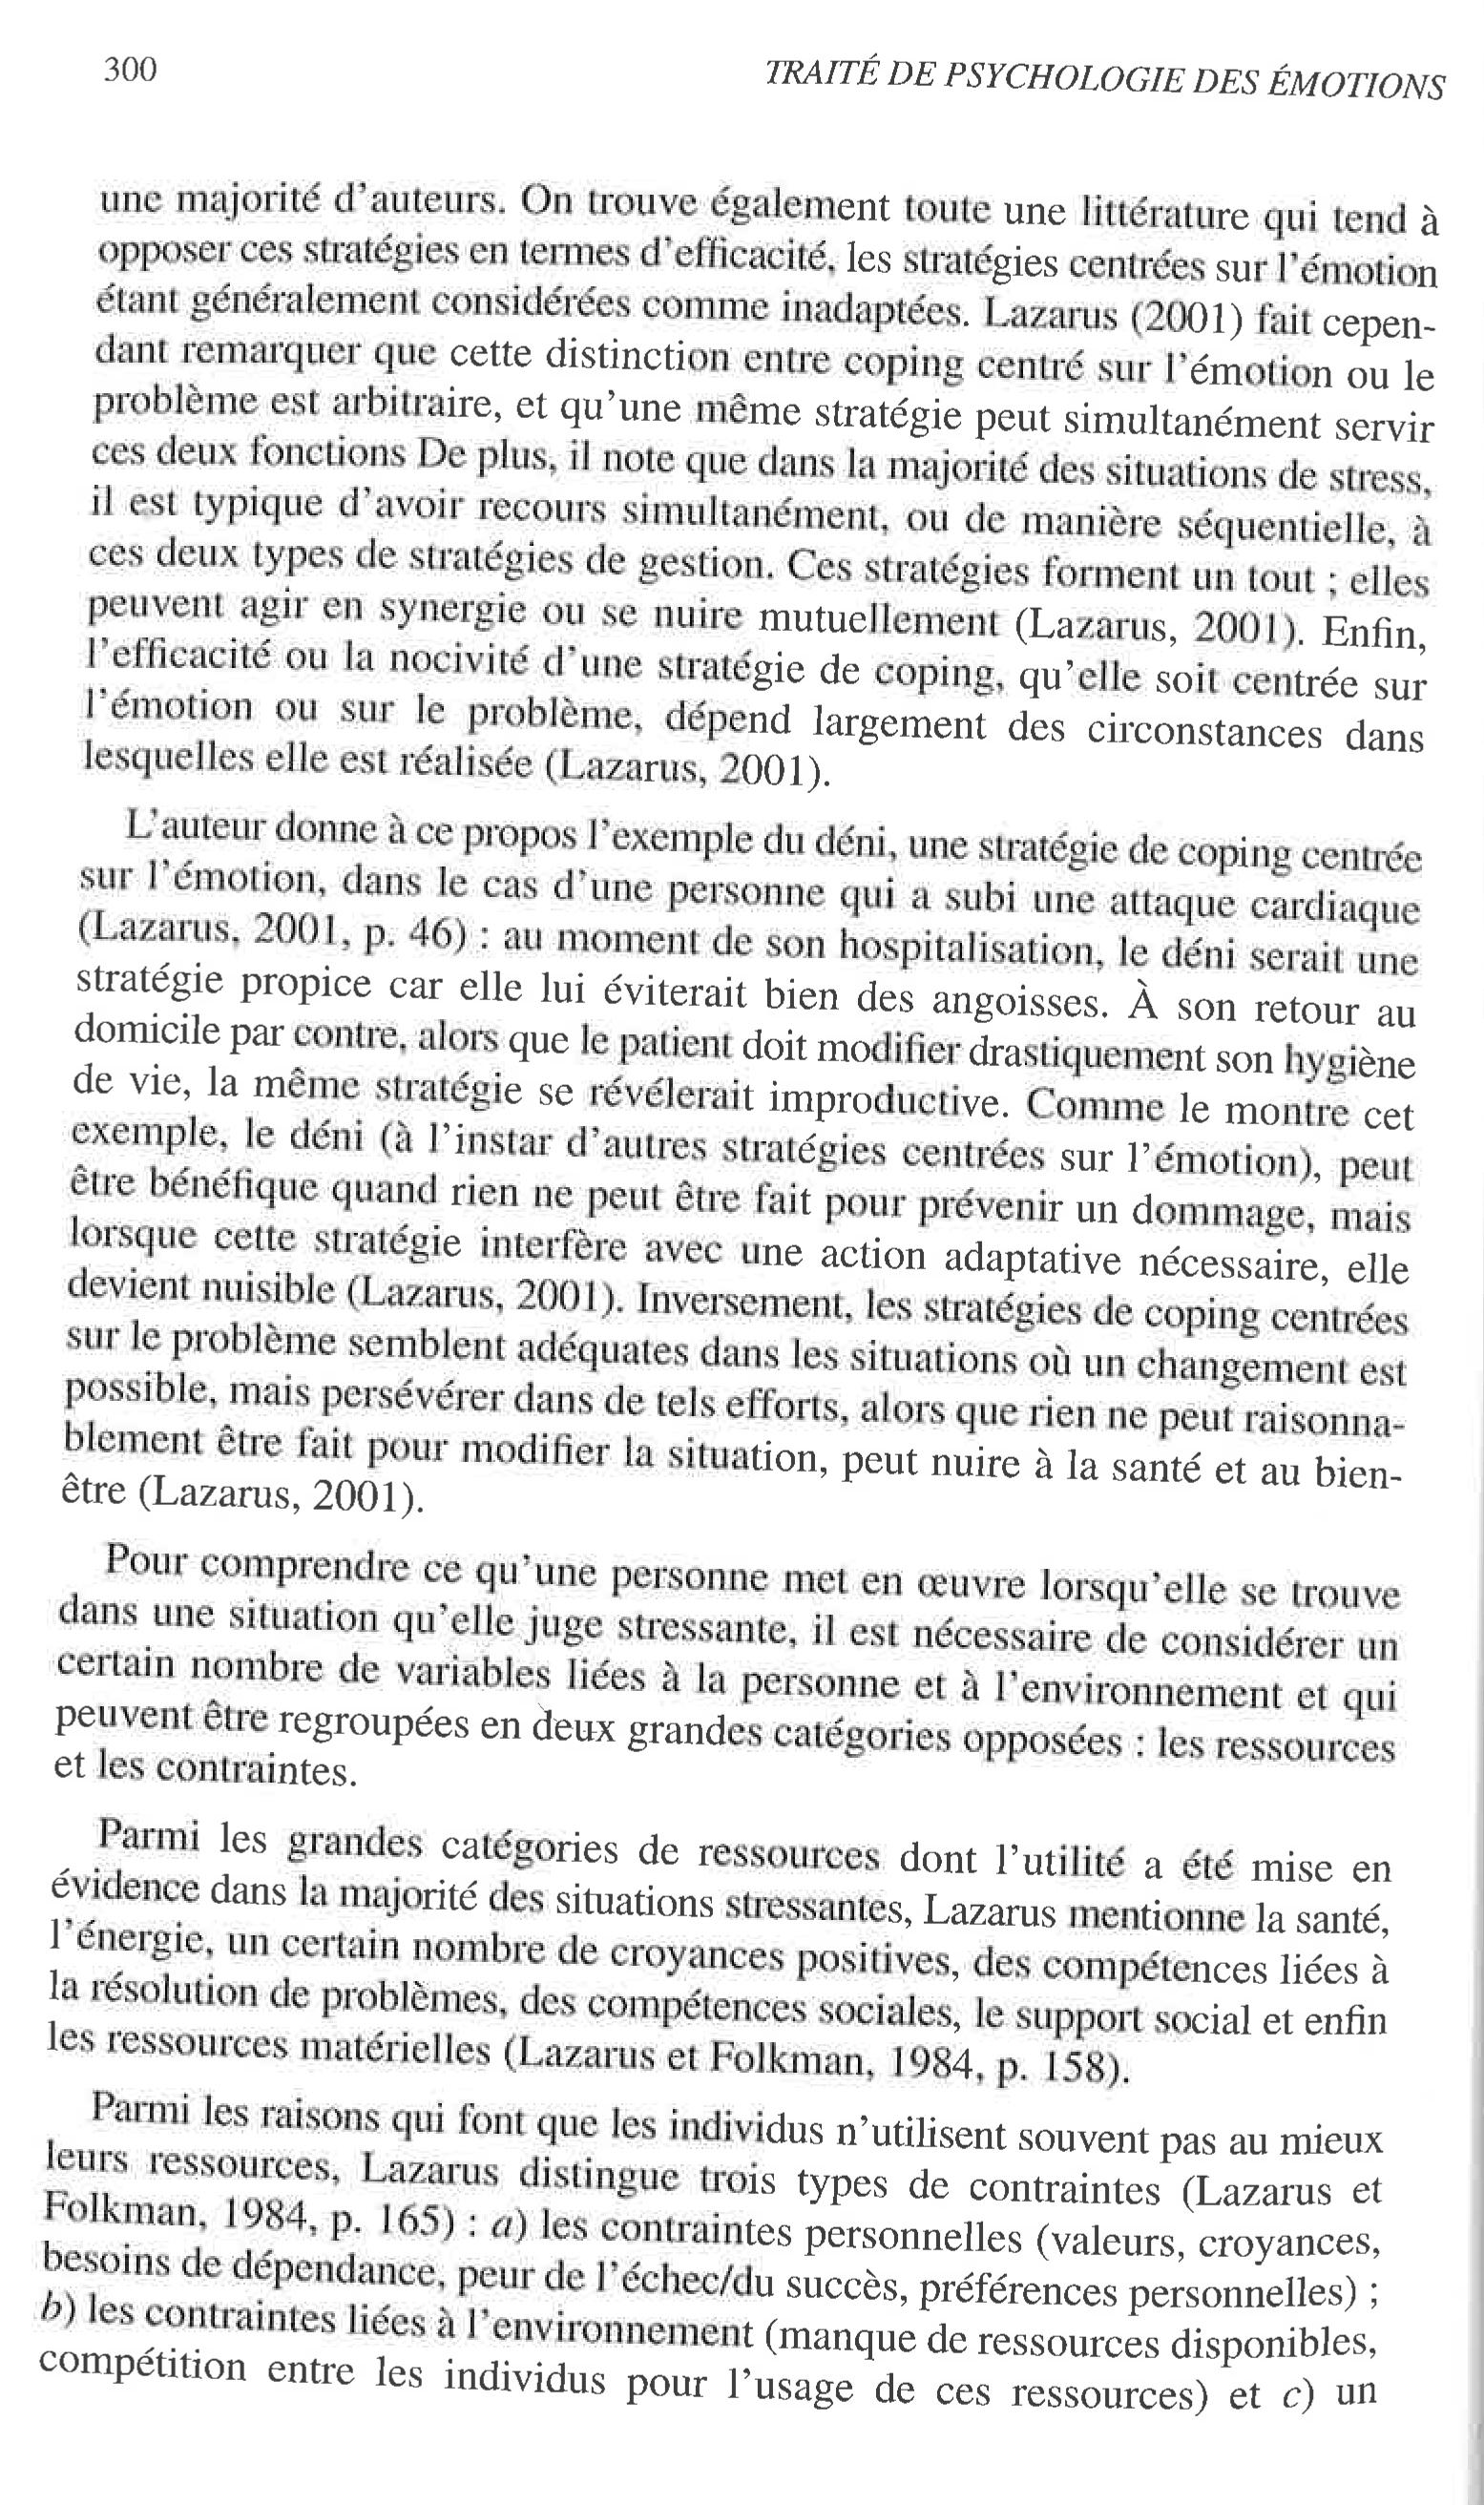 300
TRAITÉ DE PSYCHOLOGIE DES ÉMOTIONS
une majorité d'auteurs. On trouve également toute une littérature qui tend à
opposer ces stratégies en termes d'efficacité, les stratégies centrées sur l'émotion
étant généralement considérées comme inadaptées. Lazarus (2001) fait cepen-
dant remarquer que cette distinction entre coping centré sur l'émotion ou le
problème est arbitraire, et qu'une même stratégie peut simultanément servir
ces deux fonctions De plus, il note que dans la majorité des situations de stress,
il est typique d'avoir recours simultanément, ou de manière séquentielle, à
ces deux types de stratégies de gestion. Ces stratégies forment un tout ; elles
peuvent agir en synergie ou se nuire mutuellement (Lazarus, 2001). Enfin,
l'efficacité ou la nocivité d'une stratégie de coping, qu'elle soit centrée sur
l'émotion ou sur le problème, dépend largement des circonstances dans
lesquelles elle est réalisée (Lazarus, 2001).
L'auteur donne à ce propos l'exemple du déni, une stratégie de coping centrée
sur l'émotion, dans le cas d'une personne qui a subi une attaque cardiaque
(Lazarus, 2001, p. 46) : au moment de son hospitalisation, le déni serait une
stratégie propice car elle lui éviterait bien des angoisses. À son retour au
domicile par contre, alors que le patient doit modifier drastiquement son hygiène
de vie, la même stratégie se révélerait improductive. Comme le montre cet
exemple, le déni (à l'instar d'autres stratégies centrées sur l'émotion), peut
être bénéfique quand rien ne peut être fait pour prévenir un dommage, mais
lorsque cette stratégie interfère avec une action adaptative nécessaire, elle
devient nuisible (Lazarus, 2001). Inversement, les stratégies de coping centrées
sur le problème semblent adéquates dans les situations où un changement est
possible, mais persévérer dans de tels efforts, alors que rien ne peut raisonna-
blement être fait pour modifier la situation, peut nuire à la santé et au bien-
être (Lazarus, 2001).
Pour comprendre ce qu'une personne met en œuvre lorsqu'elle se trouve
dans une situation qu'elle juge stressante, il est nécessaire de considérer un
certain nombre de variables liées à la personne et à l'environnement et qui
peuvent être regroupées en deux grandes catégories opposées : les ressources
et les contraintes.
Parmi les grandes catégories de ressources dont l'utilité a été mise en
évidence dans la majorité des situations stressantes, Lazarus mentionne la santé,
l'énergie, un certain nombre de croyances positives, des compétences liées à
la résolution de problèmes, des compétences sociales, le support social et enfin
les ressources matérielles (Lazarus et Folkman, 1984, p. 158).
Parmi les raisons qui font que les individus n'utilisent souvent pas au mieux
leurs ressources, Lazarus distingue trois types de contraintes (Lazarus et
Folkman, 1984, p. 165) : a) les contraintes personnelles (valeurs, croyances,
besoins de dépendance, peur de l'échec/du succès, préférences personnelles) ;
b) les contraintes liées à l'environnement (manque de ressources disponibles,
compétition entre les individus pour l'usage de ces ressources) et c) un